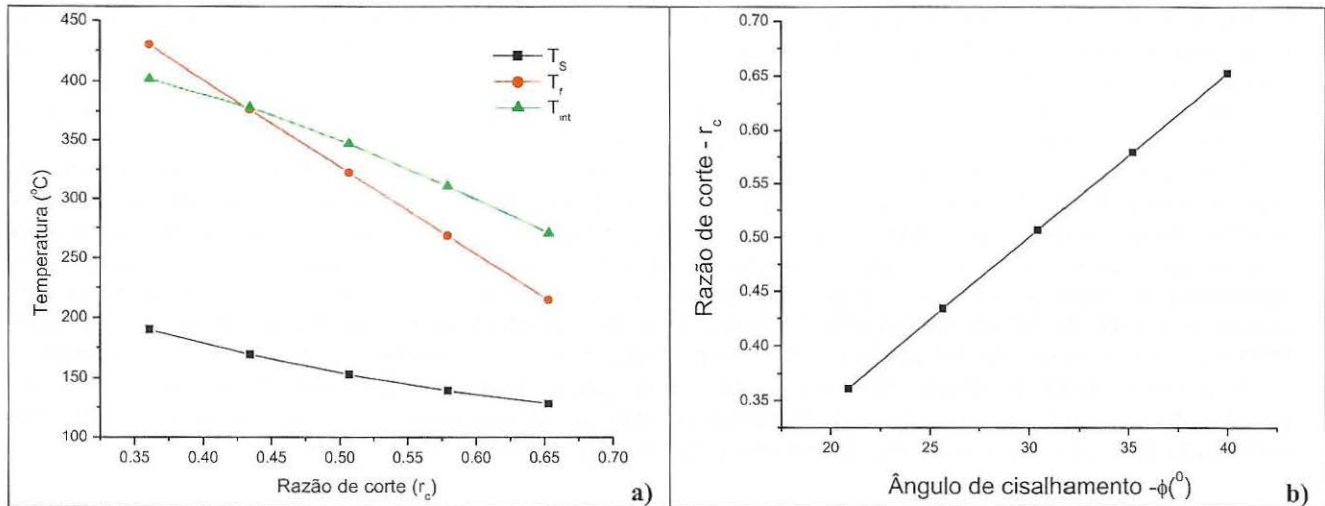 450
400
350
300
250
200
150
100
Temperatura (°C)
0.35 0.40 0.45 0.50 0.55 0.60 0.65 0.70
Razão de corte (r_c)
T_S
T_f
T_int
a)
0.70
0.65
0.60
0.55
0.50
0.45
0.40
0.35
Razão de corte - r_c
20 25 30 35 40
Ângulo de cisalhamento -ϕ(⁰)
b)